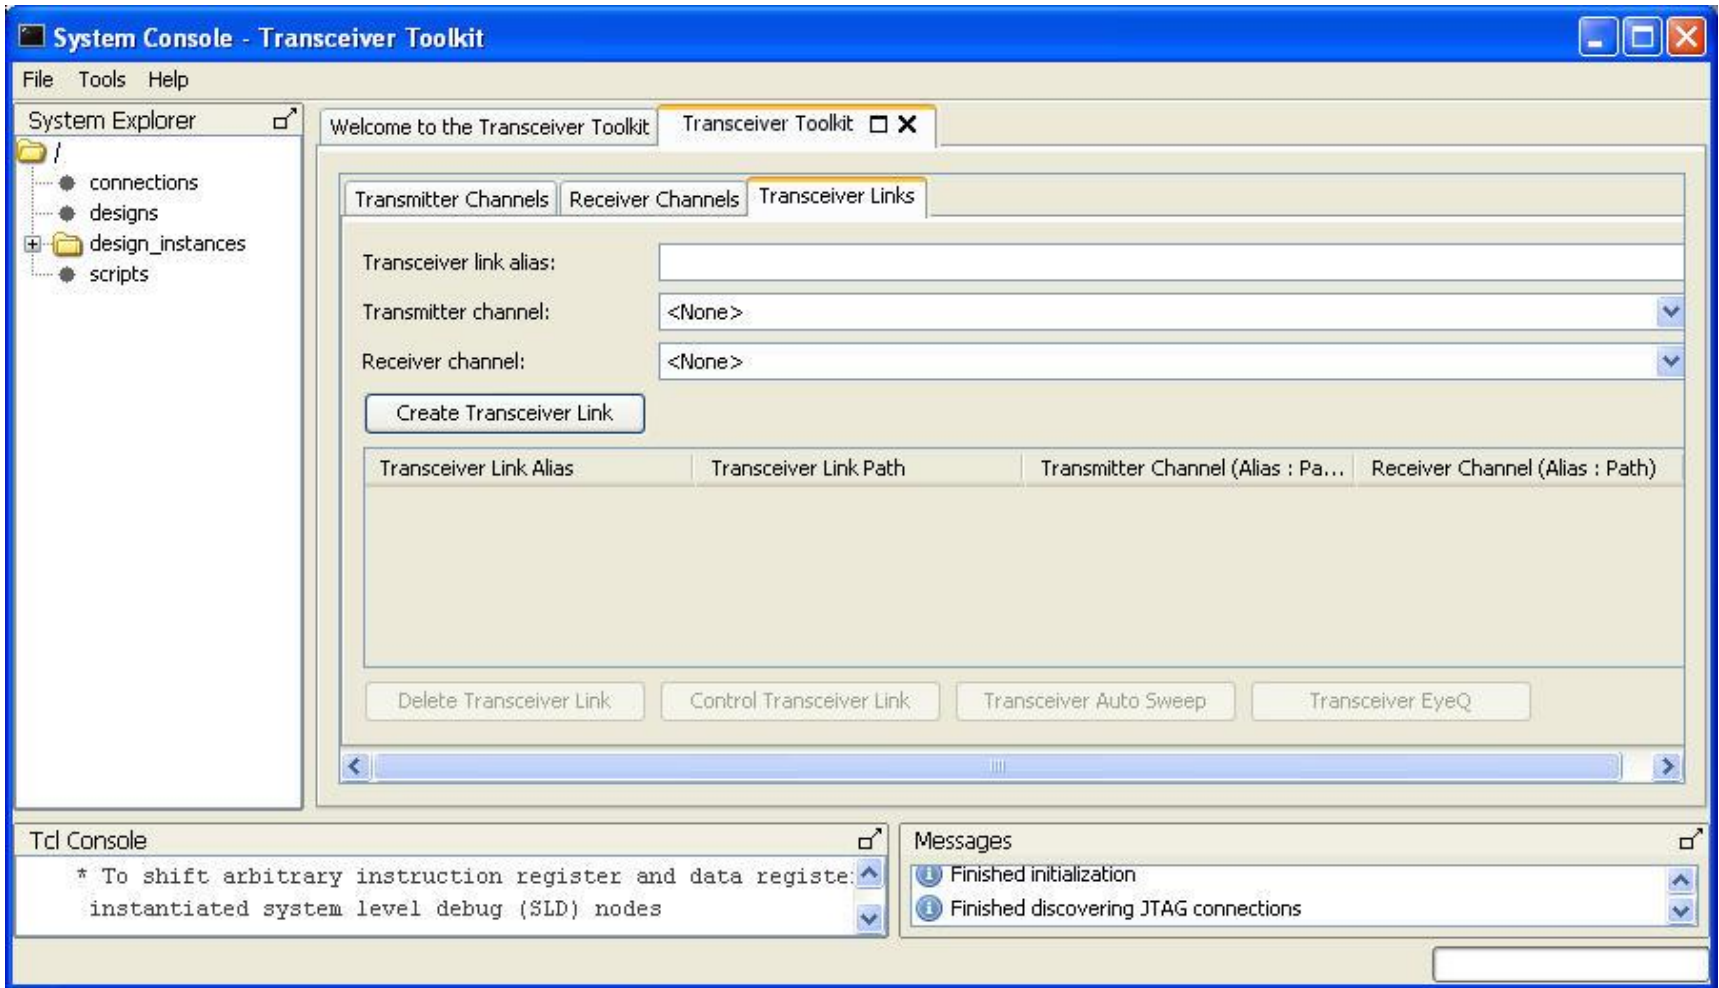 System Console - Transceiver Toolkit
File Tools Help
System Explorer
/
connections
designs
design_instances
scripts
Welcome to the Transceiver Toolkit
Transceiver Toolkit
Transmitter Channels
Receiver Channels
Transceiver Links
Transceiver link alias:
Transmitter channel:
<None>
Receiver channel:
<None>
Create Transceiver Link
Transceiver Link Alias
Transceiver Link Path
Transmitter Channel (Alias : Pa...
Receiver Channel (Alias : Path)
Delete Transceiver Link
Control Transceiver Link
Transceiver Auto Sweep
Transceiver EyeQ
Tcl Console
* To shift arbitrary instruction register and data register
instantiated system level debug (SLD) nodes
Messages
Finished initialization
Finished discovering JTAG connections